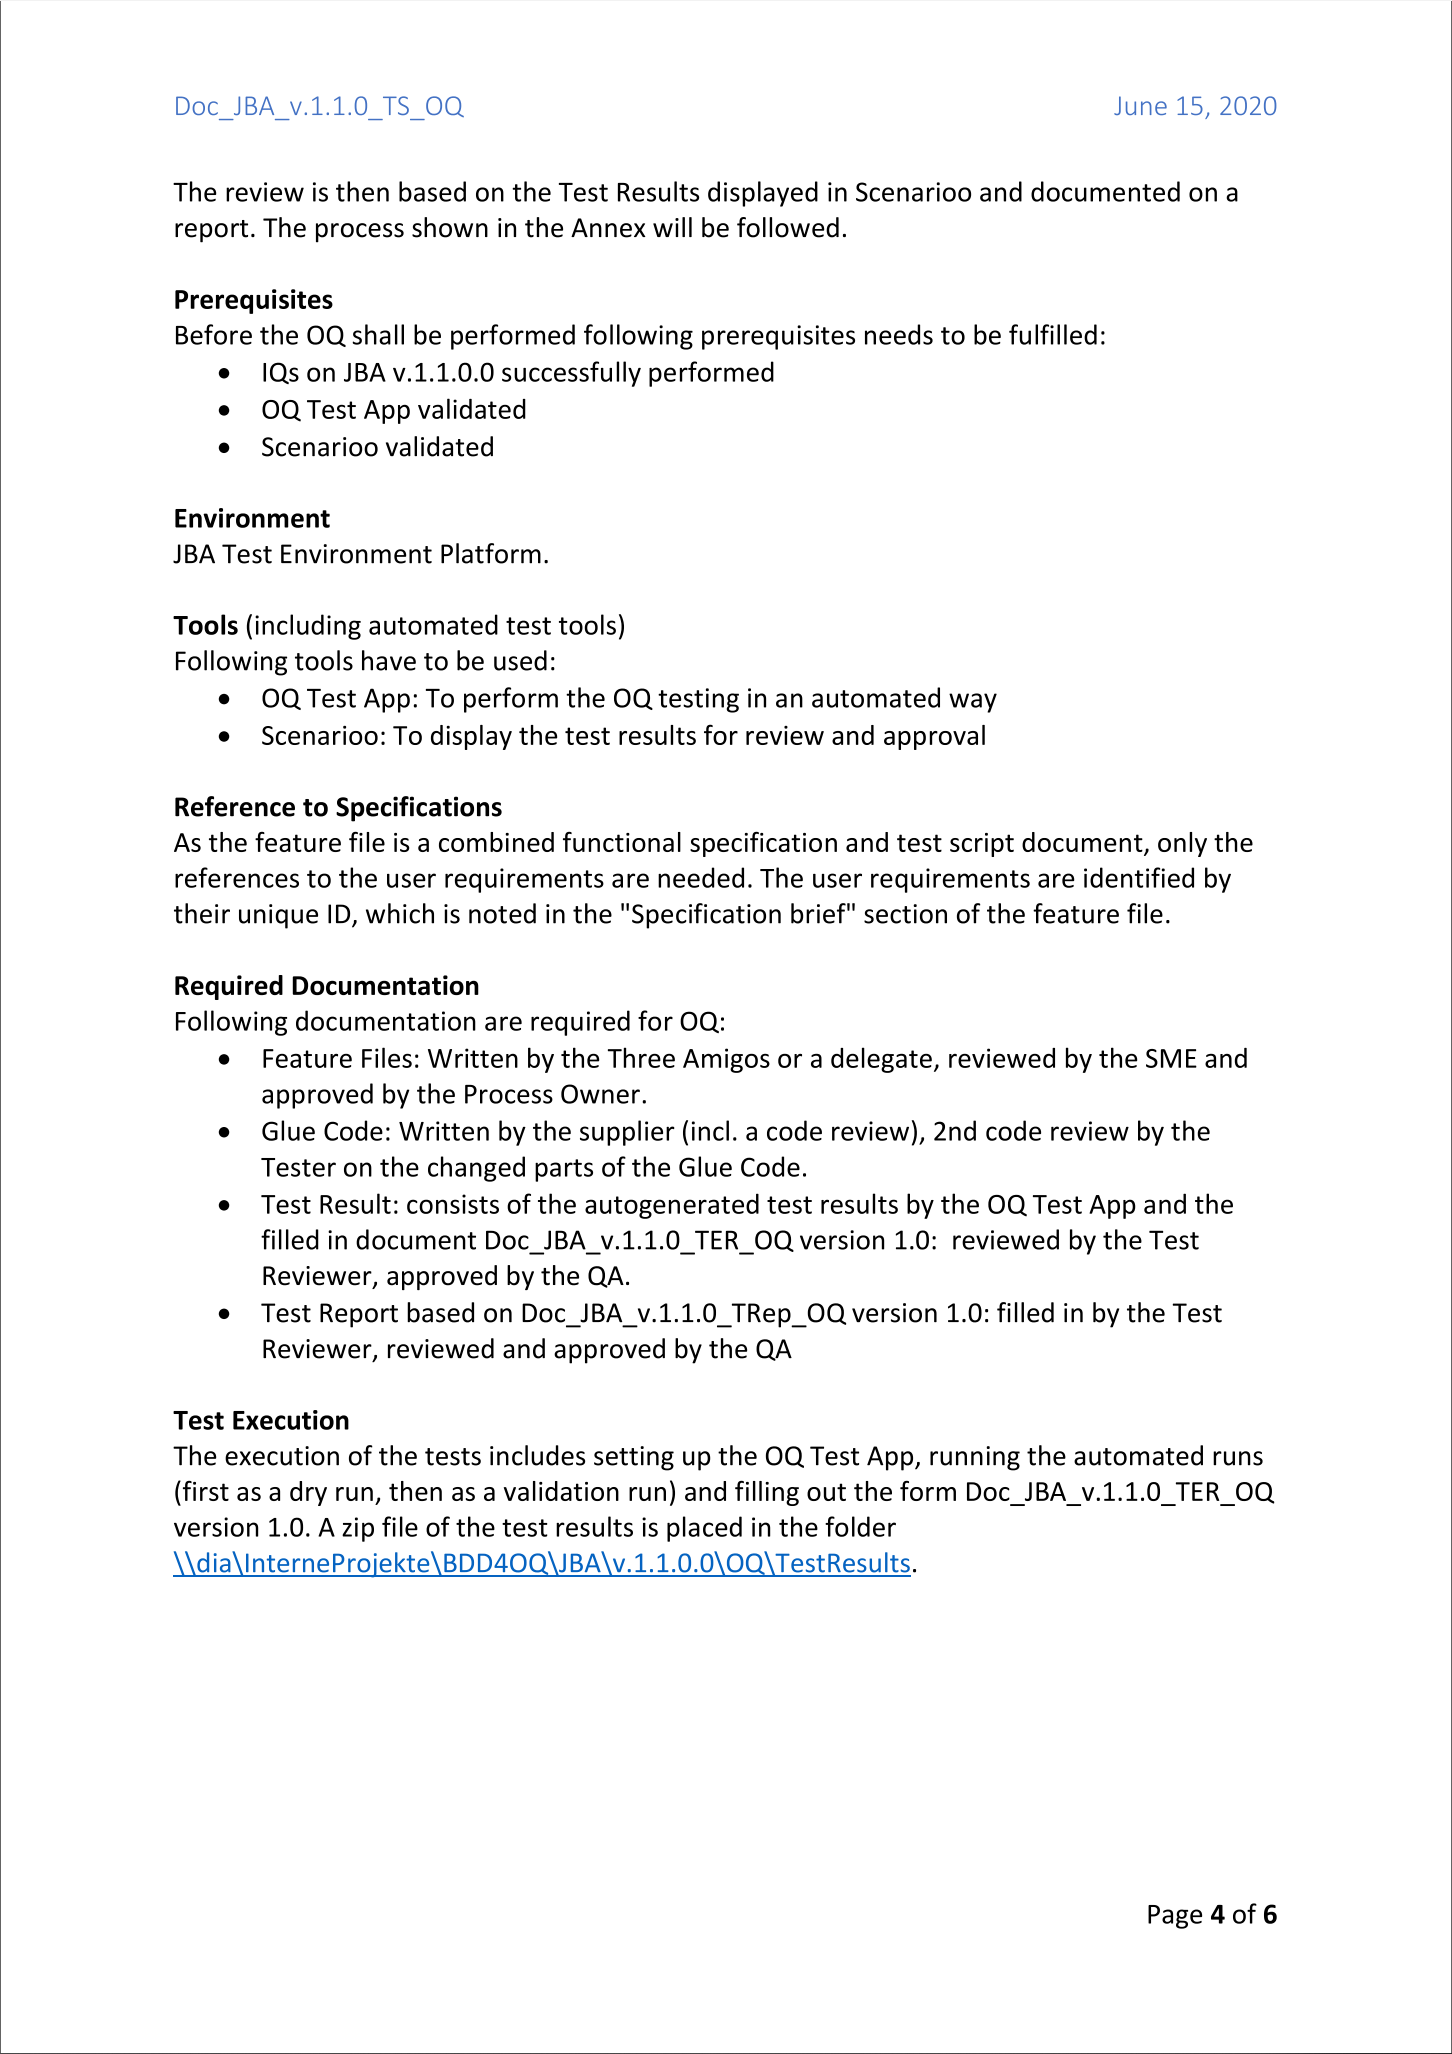 Doc_JBA_v.1.1.0_TS_OQ June 15, 2020
The review is then based on the Test Results displayed in Scenarioo and documented on a
report. The process shown in the Annex will be followed.
Prerequisites
Before the OQ shall be performed following prerequisites needs to be fulfilled:
• IQs on JBA v.1.1.0.0 successfully performed
• OQ Test App validated
• Scenarioo validated
Environment
JBA Test Environment Platform.
Tools (including automated test tools)
Following tools have to be used:
• OQ Test App: To perform the OQ testing in an automated way
• Scenarioo: To display the test results for review and approval
Reference to Specifications
As the feature file is a combined functional specification and test script document, only the
references to the user requirements are needed. The user requirements are identified by
their unique ID, which is noted in the "Specification brief" section of the feature file.
Required Documentation
Following documentation are required for OQ:
• Feature Files: Written by the Three Amigos or a delegate, reviewed by the SME and
approved by the Process Owner.
• Glue Code: Written by the supplier (incl. a code review), 2nd code review by the
Tester on the changed parts of the Glue Code.
• Test Result: consists of the autogenerated test results by the OQ Test App and the
filled in document Doc_JBA_v.1.1.0_TER_OQ version 1.0:  reviewed by the Test
Reviewer, approved by the QA.
• Test Report based on Doc_JBA_v.1.1.0_TRep_OQ version 1.0: filled in by the Test
Reviewer, reviewed and approved by the QA
Test Execution
The execution of the tests includes setting up the OQ Test App, running the automated runs
(first as a dry run, then as a validation run) and filling out the form Doc_JBA_v.1.1.0_TER_OQ
version 1.0. A zip file of the test results is placed in the folder
\\dia\InterneProjekte\BDD4OQ\JBA\v.1.1.0.0\OQ\TestResults.
Page 4 of 6